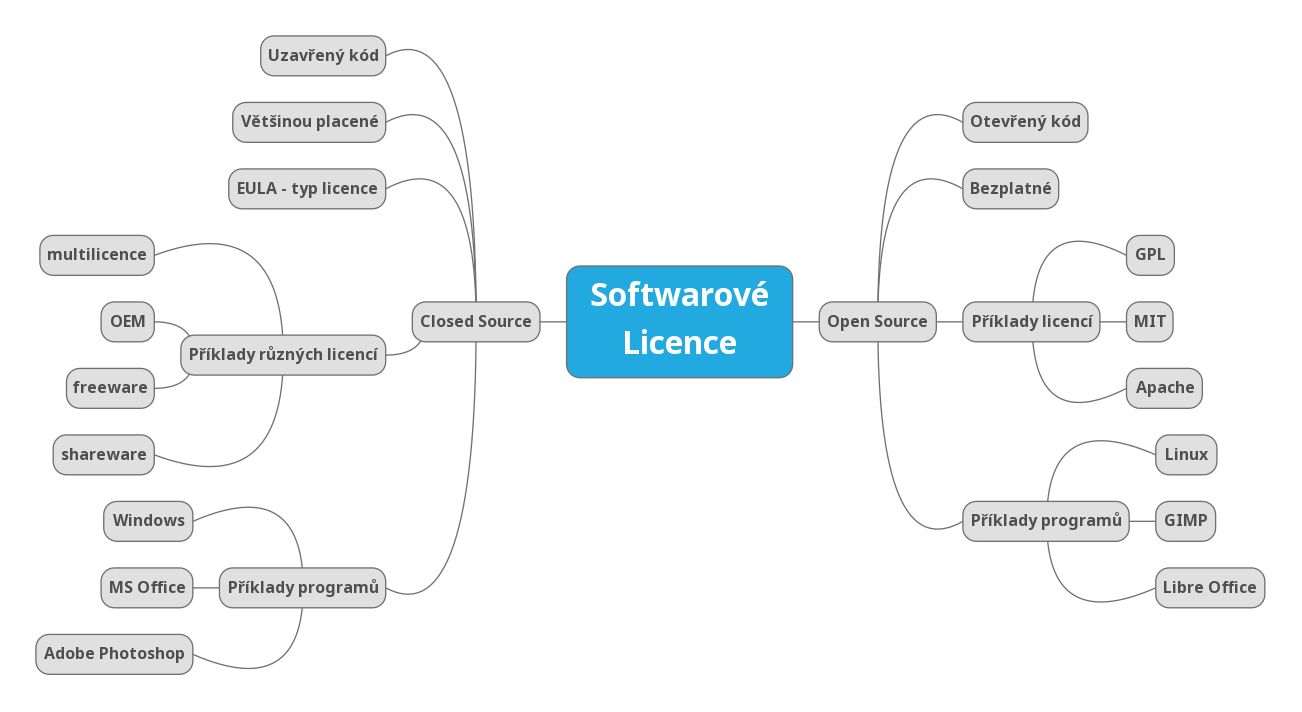 Softwarové
Licence
Closed Source
Uzavřený kód
Většinou placené
EULA - typ licence
Příklady různých licencí
multilicence
OEM
freeware
shareware
Příklady programů
Windows
MS Office
Adobe Photoshop
Open Source
Otevřený kód
Bezplatné
Příklady licencí
GPL
MIT
Apache
Příklady programů
Linux
GIMP
Libre Office